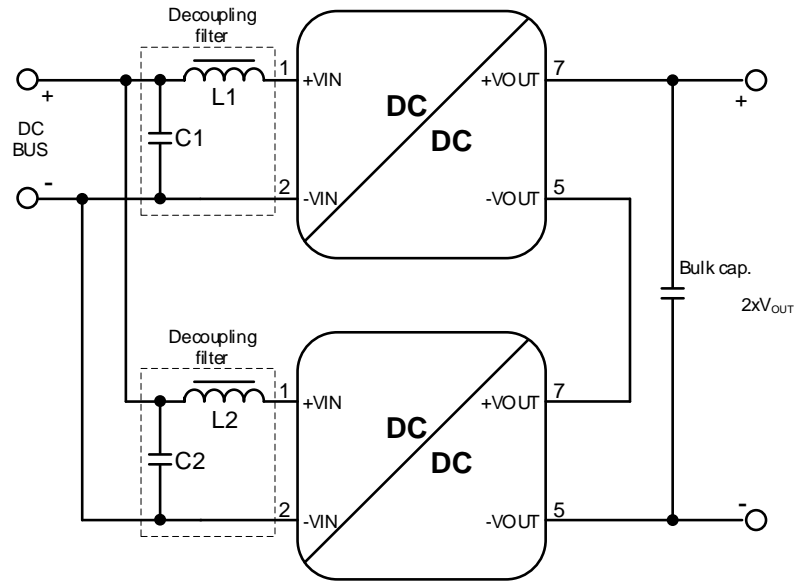 Decoupling
filter
1
+VIN
+VOUT
7
+
L1
DC
DC
+
DC
BUS
C1
-
2
-VIN
-VOUT
5
Bulk cap.
2xVOUT
Decoupling
filter
1
+VIN
+VOUT
7
L2
DC
DC
C2
2
-VIN
-VOUT
5
-